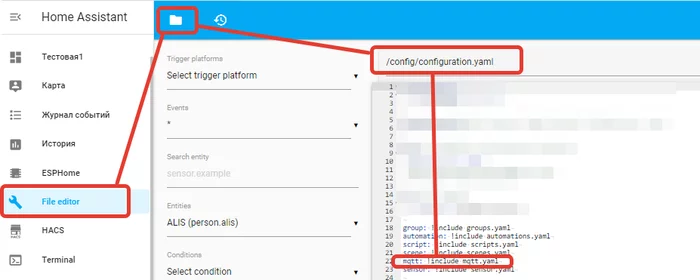 Home Assistant
Тестовая1
Карта
Журнал событий
История
ESPHome
File editor
HACS
Terminal
Trigger platforms
Select trigger platform
Events
*
Search entity
sensor.example
Entities
ALIS (person.alis)
Conditions
Select condition
/config/configuration.yaml
1
2
3
4
5
6
7
8
9
10
11
12
13
14
15
16
17
18 group: !include groups.yaml
19 automation: !include automations.yaml
20 script: !include scripts.yaml
21 scene: !include scenes.yaml
22 mqtt: !include mqtt.yaml
23 sensor: !include sensor.yaml